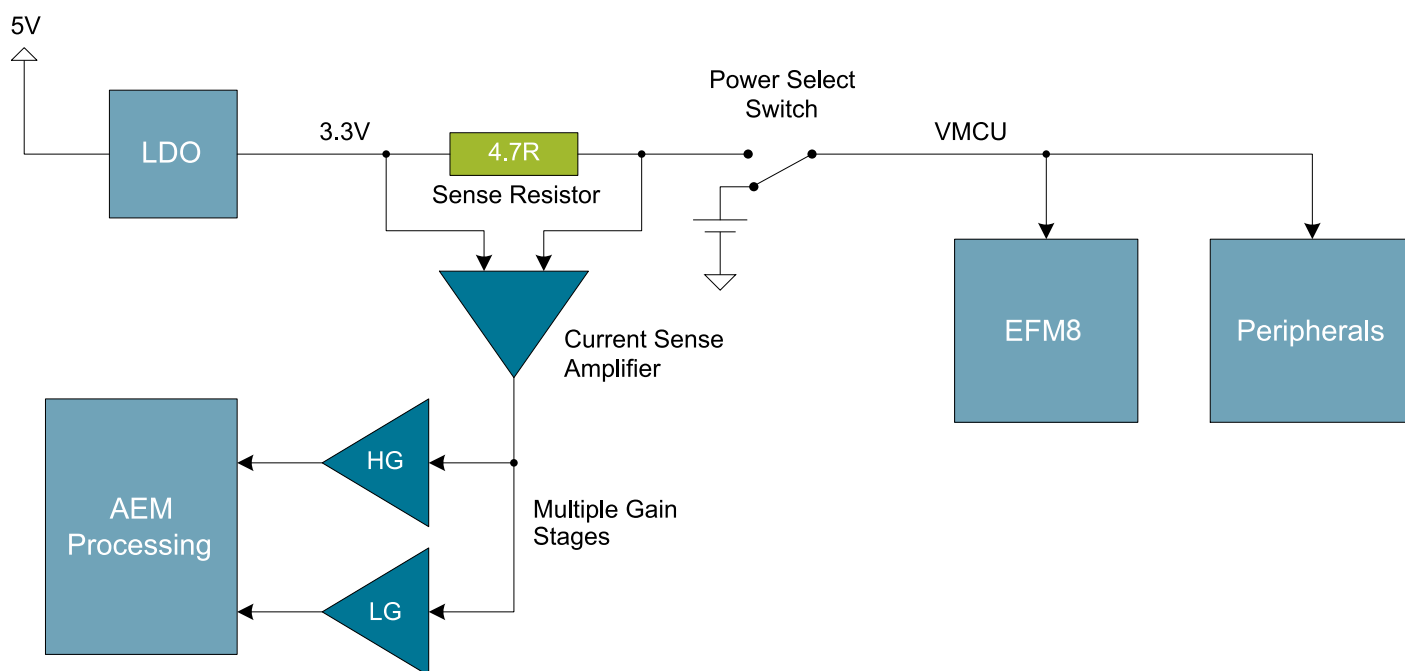 5V
LDO
3.3V
4.7R
Sense Resistor
Power Select
Switch
VMCU
Current Sense
Amplifier
EFM8
Peripherals
AEM
Processing
HG
LG
Multiple Gain
Stages